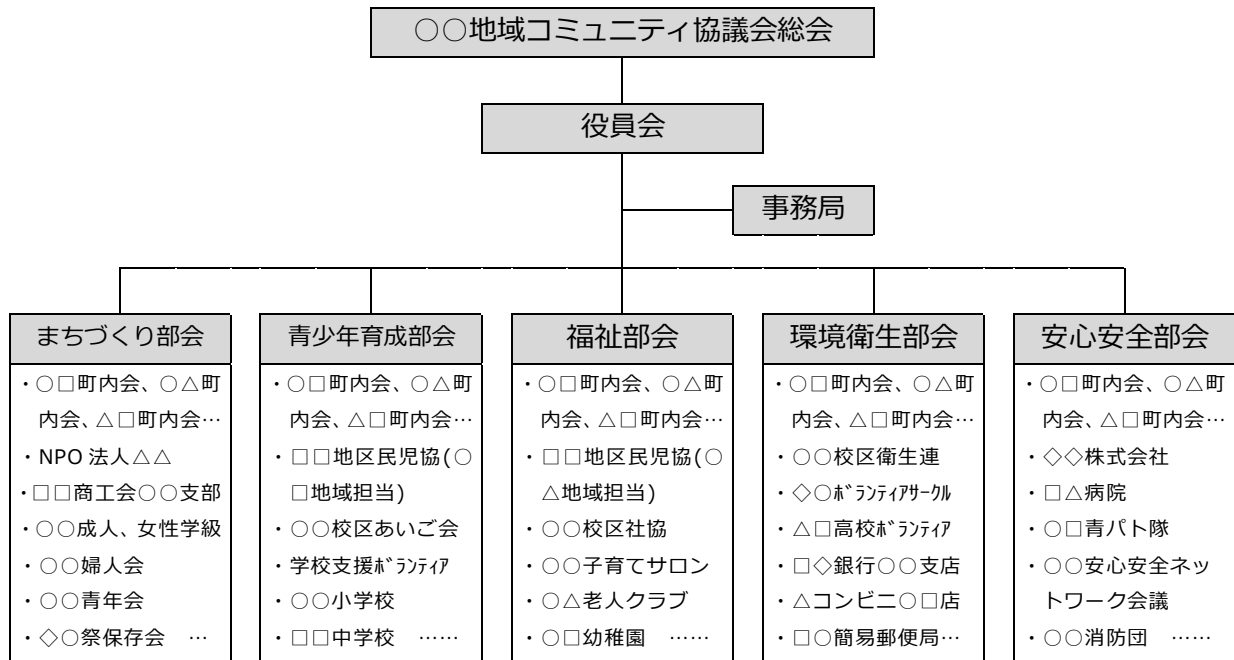 ○○地域コミュニティ協議会総会
役員会
事務局
まちづくり部会
・○□町内会、○△町
内会、△□町内会…
・NPO 法人△△
・□□商工会○○支部
・○○成人、女性学級
・○○婦人会
・○○青年会
・◇○祭保存会 …
青少年育成部会
・○□町内会、○△町
内会、△□町内会…
・□□地区民児協(○
□地域担当)
・○○校区あいご会
・学校支援ﾎﾞﾗﾝﾃｨｱ
・○○小学校
・□□中学校 ……
福祉部会
・○□町内会、○△町
内会、△□町内会…
・□□地区民児協(○
△地域担当)
・○○校区社協
・○○子育てサロン
・○△老人クラブ
・○□幼稚園 ……
環境衛生部会
・○□町内会、○△町
内会、△□町内会…
・○○校区衛生連
・◇○ﾎﾞﾗﾝﾃｨｱｻｰｸﾙ
・△□高校ﾎﾞﾗﾝﾃｨｱ
・□◇銀行○○支店
・△コンビニ○□店
・□○簡易郵便局…
安心安全部会
・○□町内会、○△町
内会、△□町内会…
・◇◇株式会社
・□△病院
・○□青パト隊
・○○安心安全ネッ
トワーク会議
・○○消防団 ……